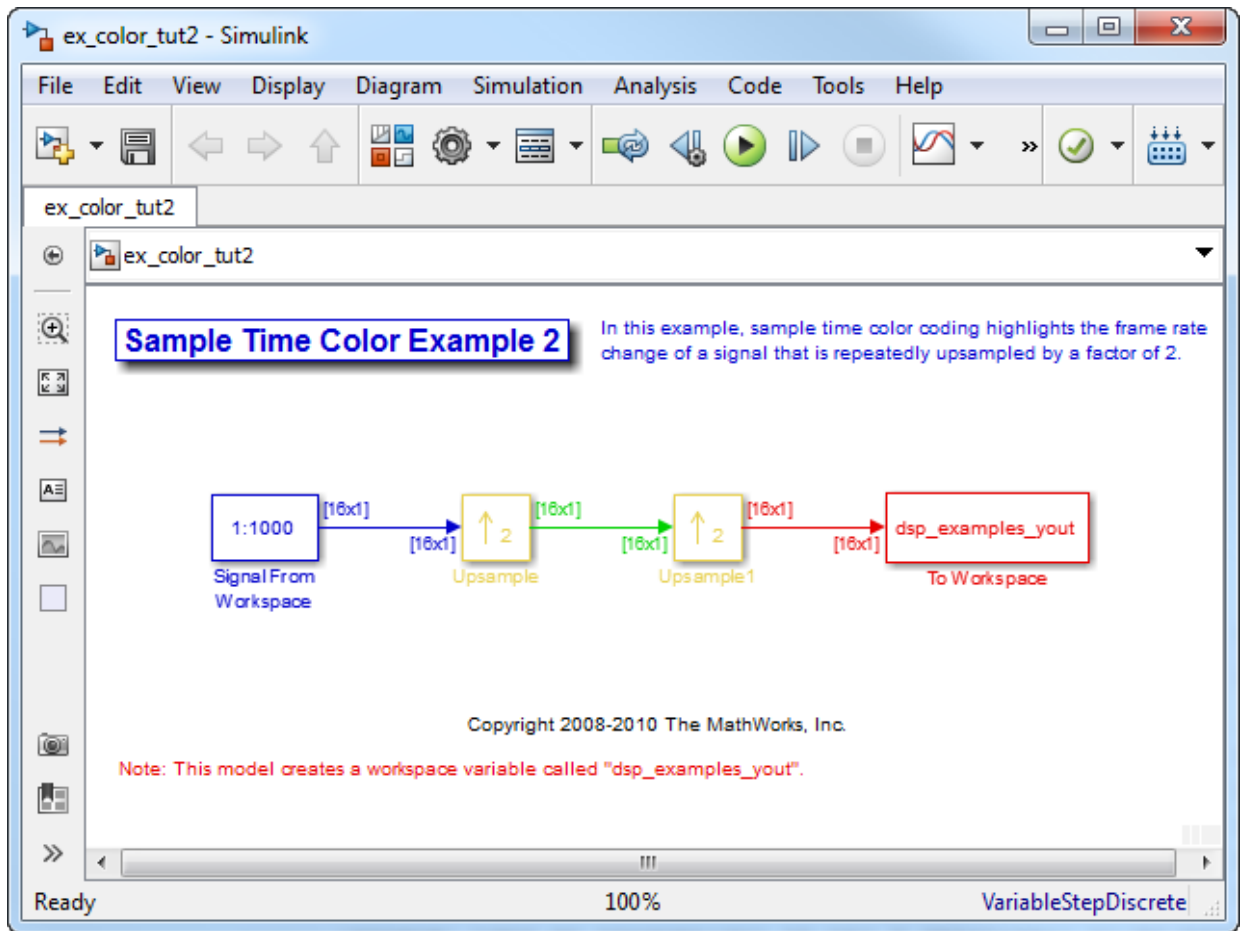 ex_color_tut2 - Simulink
File Edit View Display Diagram Simulation Analysis Code Tools Help
»
ex_color_tut2
ex_color_tut2
Sample Time Color Example 2
In this example, sample time color coding highlights the frame rate
change of a signal that is repeatedly upsampled by a factor of 2.
A
1:1000
[16x1]
[16x1]
2
[16x1]
[16x1]
2
[16x1]
[16x1]
dsp_examples_yout
Signal From
Workspace
Upsample
Upsample1
To Workspace
Copyright 2008-2010 The MathWorks, Inc.
Note: This model creates a workspace variable called "dsp_examples_yout".
»
Ready 100% VariableStepDiscrete